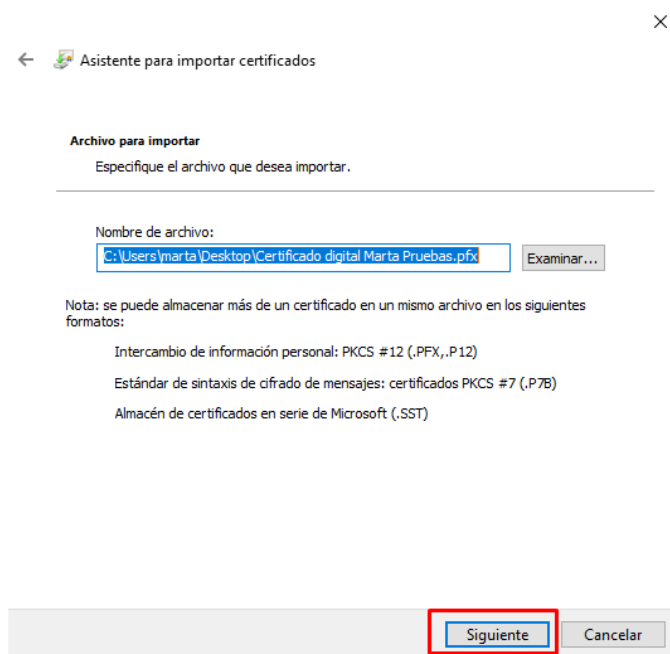 Asistente para importar certificados
Archivo para importar
Especifique el archivo que desea importar.
Nombre de archivo:
C:\Users\marta\Desktop\Certificado digital Marta Pruebas.pfx
Examinar...
Nota: se puede almacenar más de un certificado en un mismo archivo en los siguientes
formatos:
Intercambio de información personal: PKCS #12 (.PFX,.P12)
Estándar de sintaxis de cifrado de mensajes: certificados PKCS #7 (.P7B)
Almacén de certificados en serie de Microsoft (.SST)
Siguiente
Cancelar